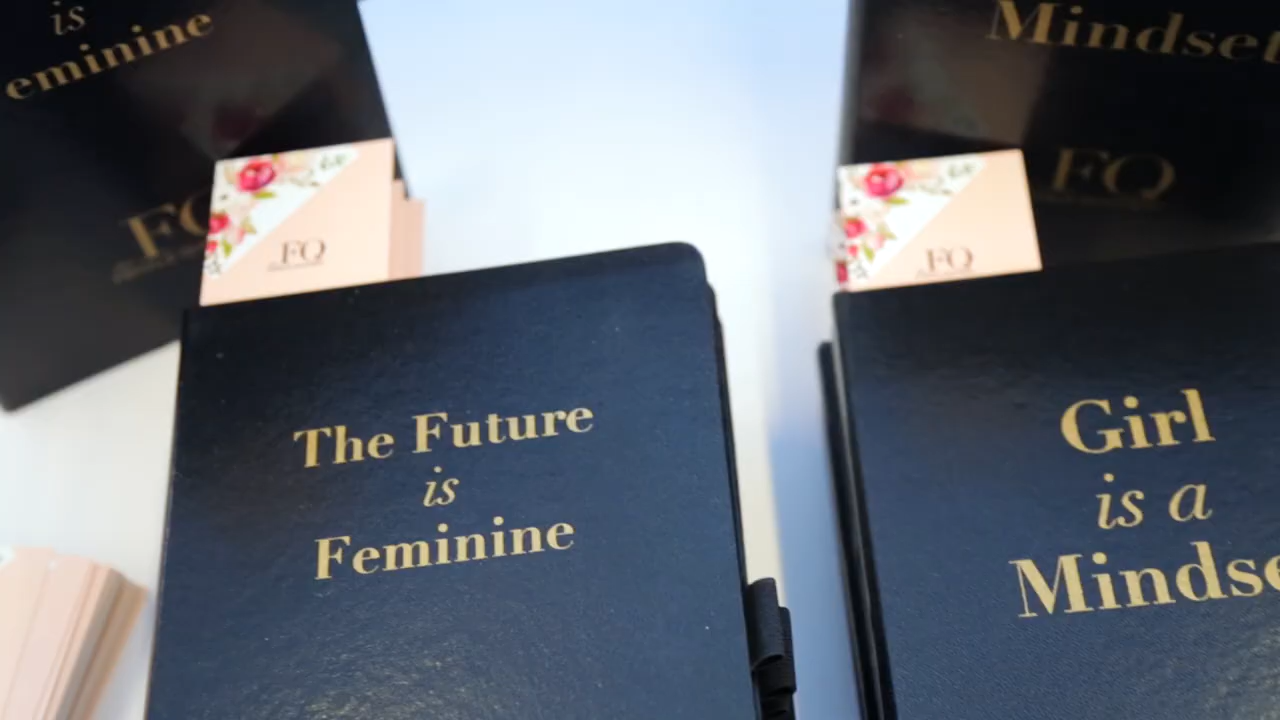 is
eminine
FQ
Mindset
FQ
FQ
FQ
The Future
is
Feminine
Girl
is a
Mindse